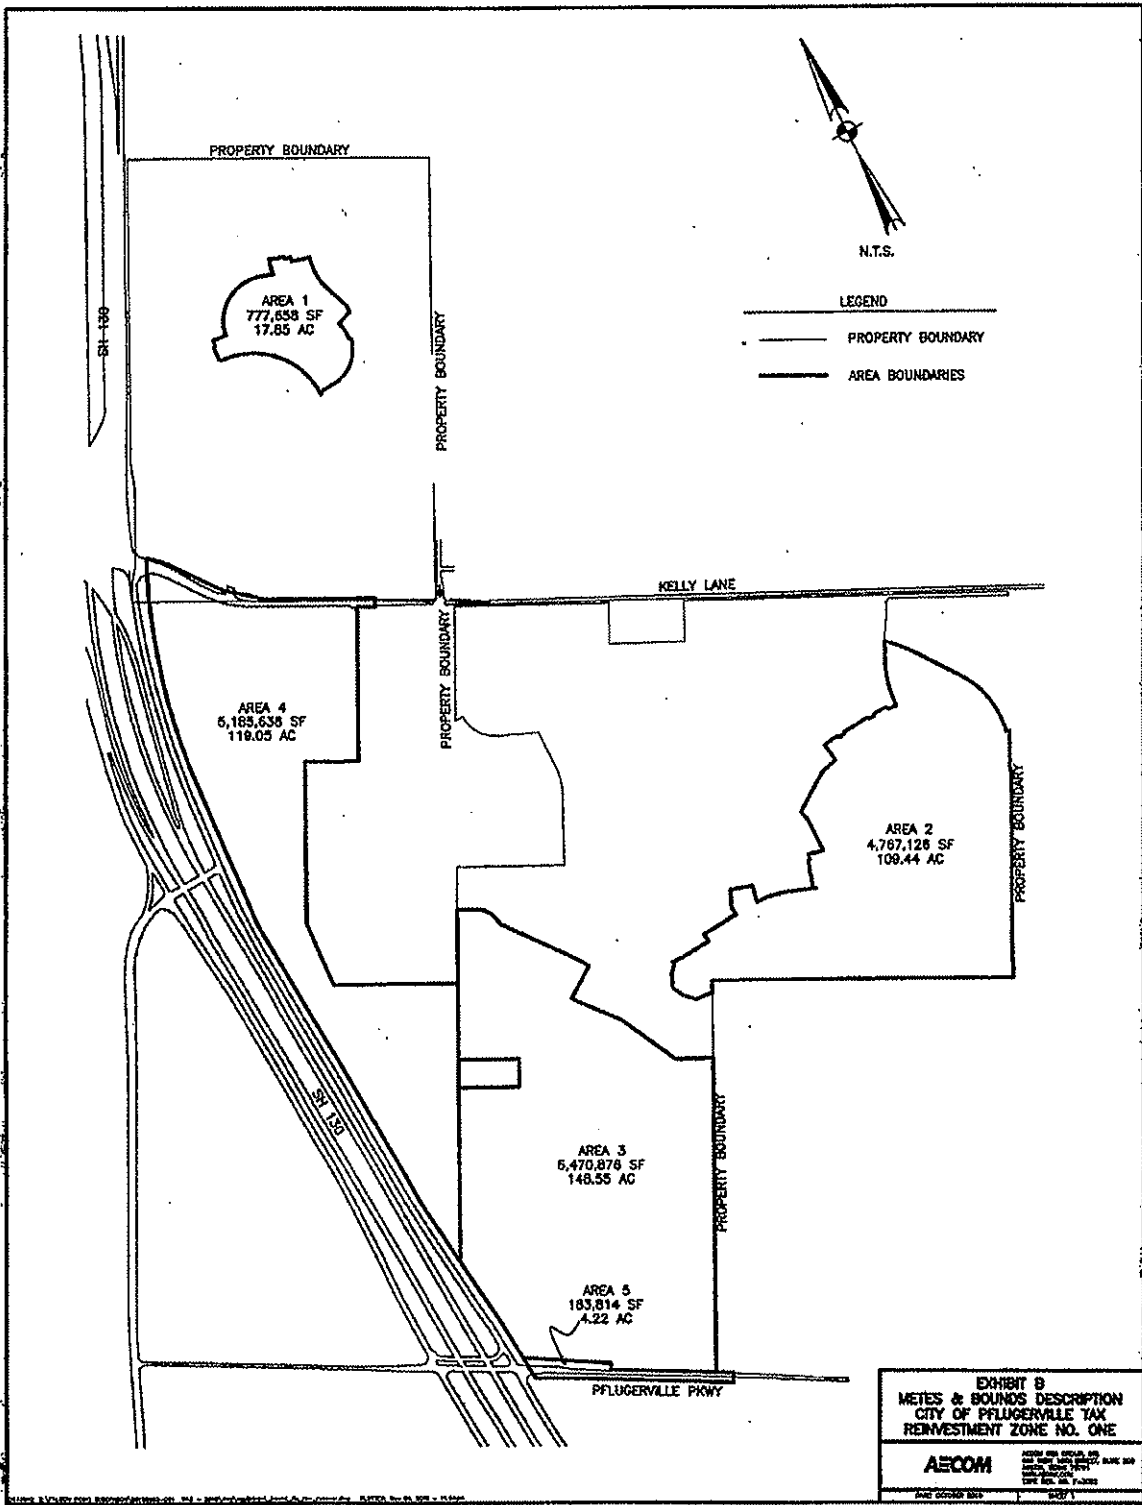 PROPERTY BOUNDARY
N.T.S.
SH 130
AREA 1
777,658 SF
17.85 AC
PROPERTY BOUNDARY
LEGEND
PROPERTY BOUNDARY
AREA BOUNDARIES
KELLY LANE
PROPERTY BOUNDARY
AREA 4
5,185,638 SF
119.05 AC
AREA 2
4,767,126 SF
109.44 AC
PROPERTY BOUNDARY
SH 130
AREA 3
6,470,876 SF
148.55 AC
PROPERTY BOUNDARY
AREA 5
183,814 SF
4.22 AC
PFLUGERVILLE PKWY
EXHIBIT B
METES & BOUNDS DESCRIPTION
CITY OF PFLUGERVILLE TAX
REINVESTMENT ZONE NO. ONE
AECOM